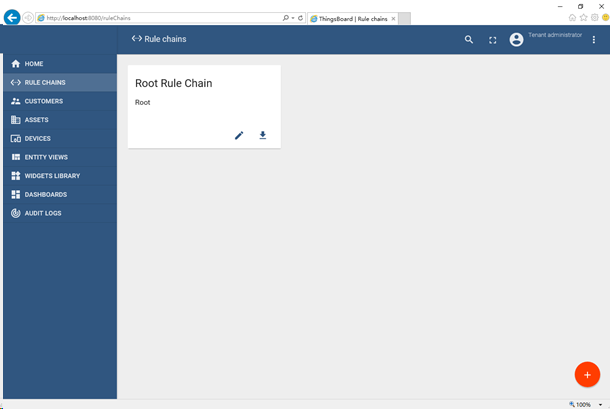 http://localhost:8080/ruleChains
ThingsBoard | Rule chains
Rule chains
Tenant administrator
HOME
RULE CHAINS
CUSTOMERS
ASSETS
DEVICES
ENTITY VIEWS
WIDGETS LIBRARY
DASHBOARDS
AUDIT LOGS
Root Rule Chain
Root
100%